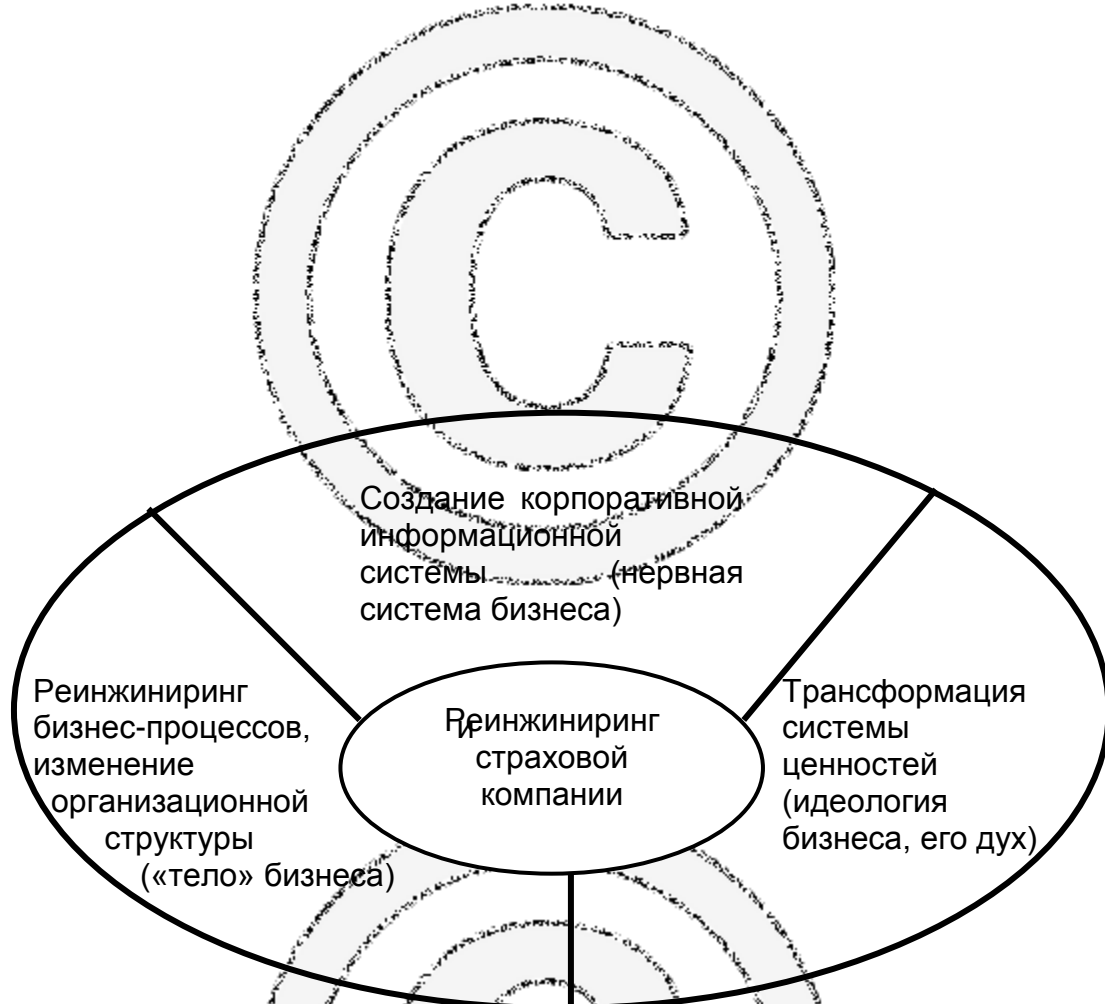 Создание корпоративной
информационной
системы (нервная
система бизнеса)
Реинжиниринг
бизнес-процессов,
изменение
организационной
структуры
(«тело» бизнеса)
Реинжиниринг
и
страховой
компании
Трансформация
системы
ценностей
(идеология
бизнеса, его дух)